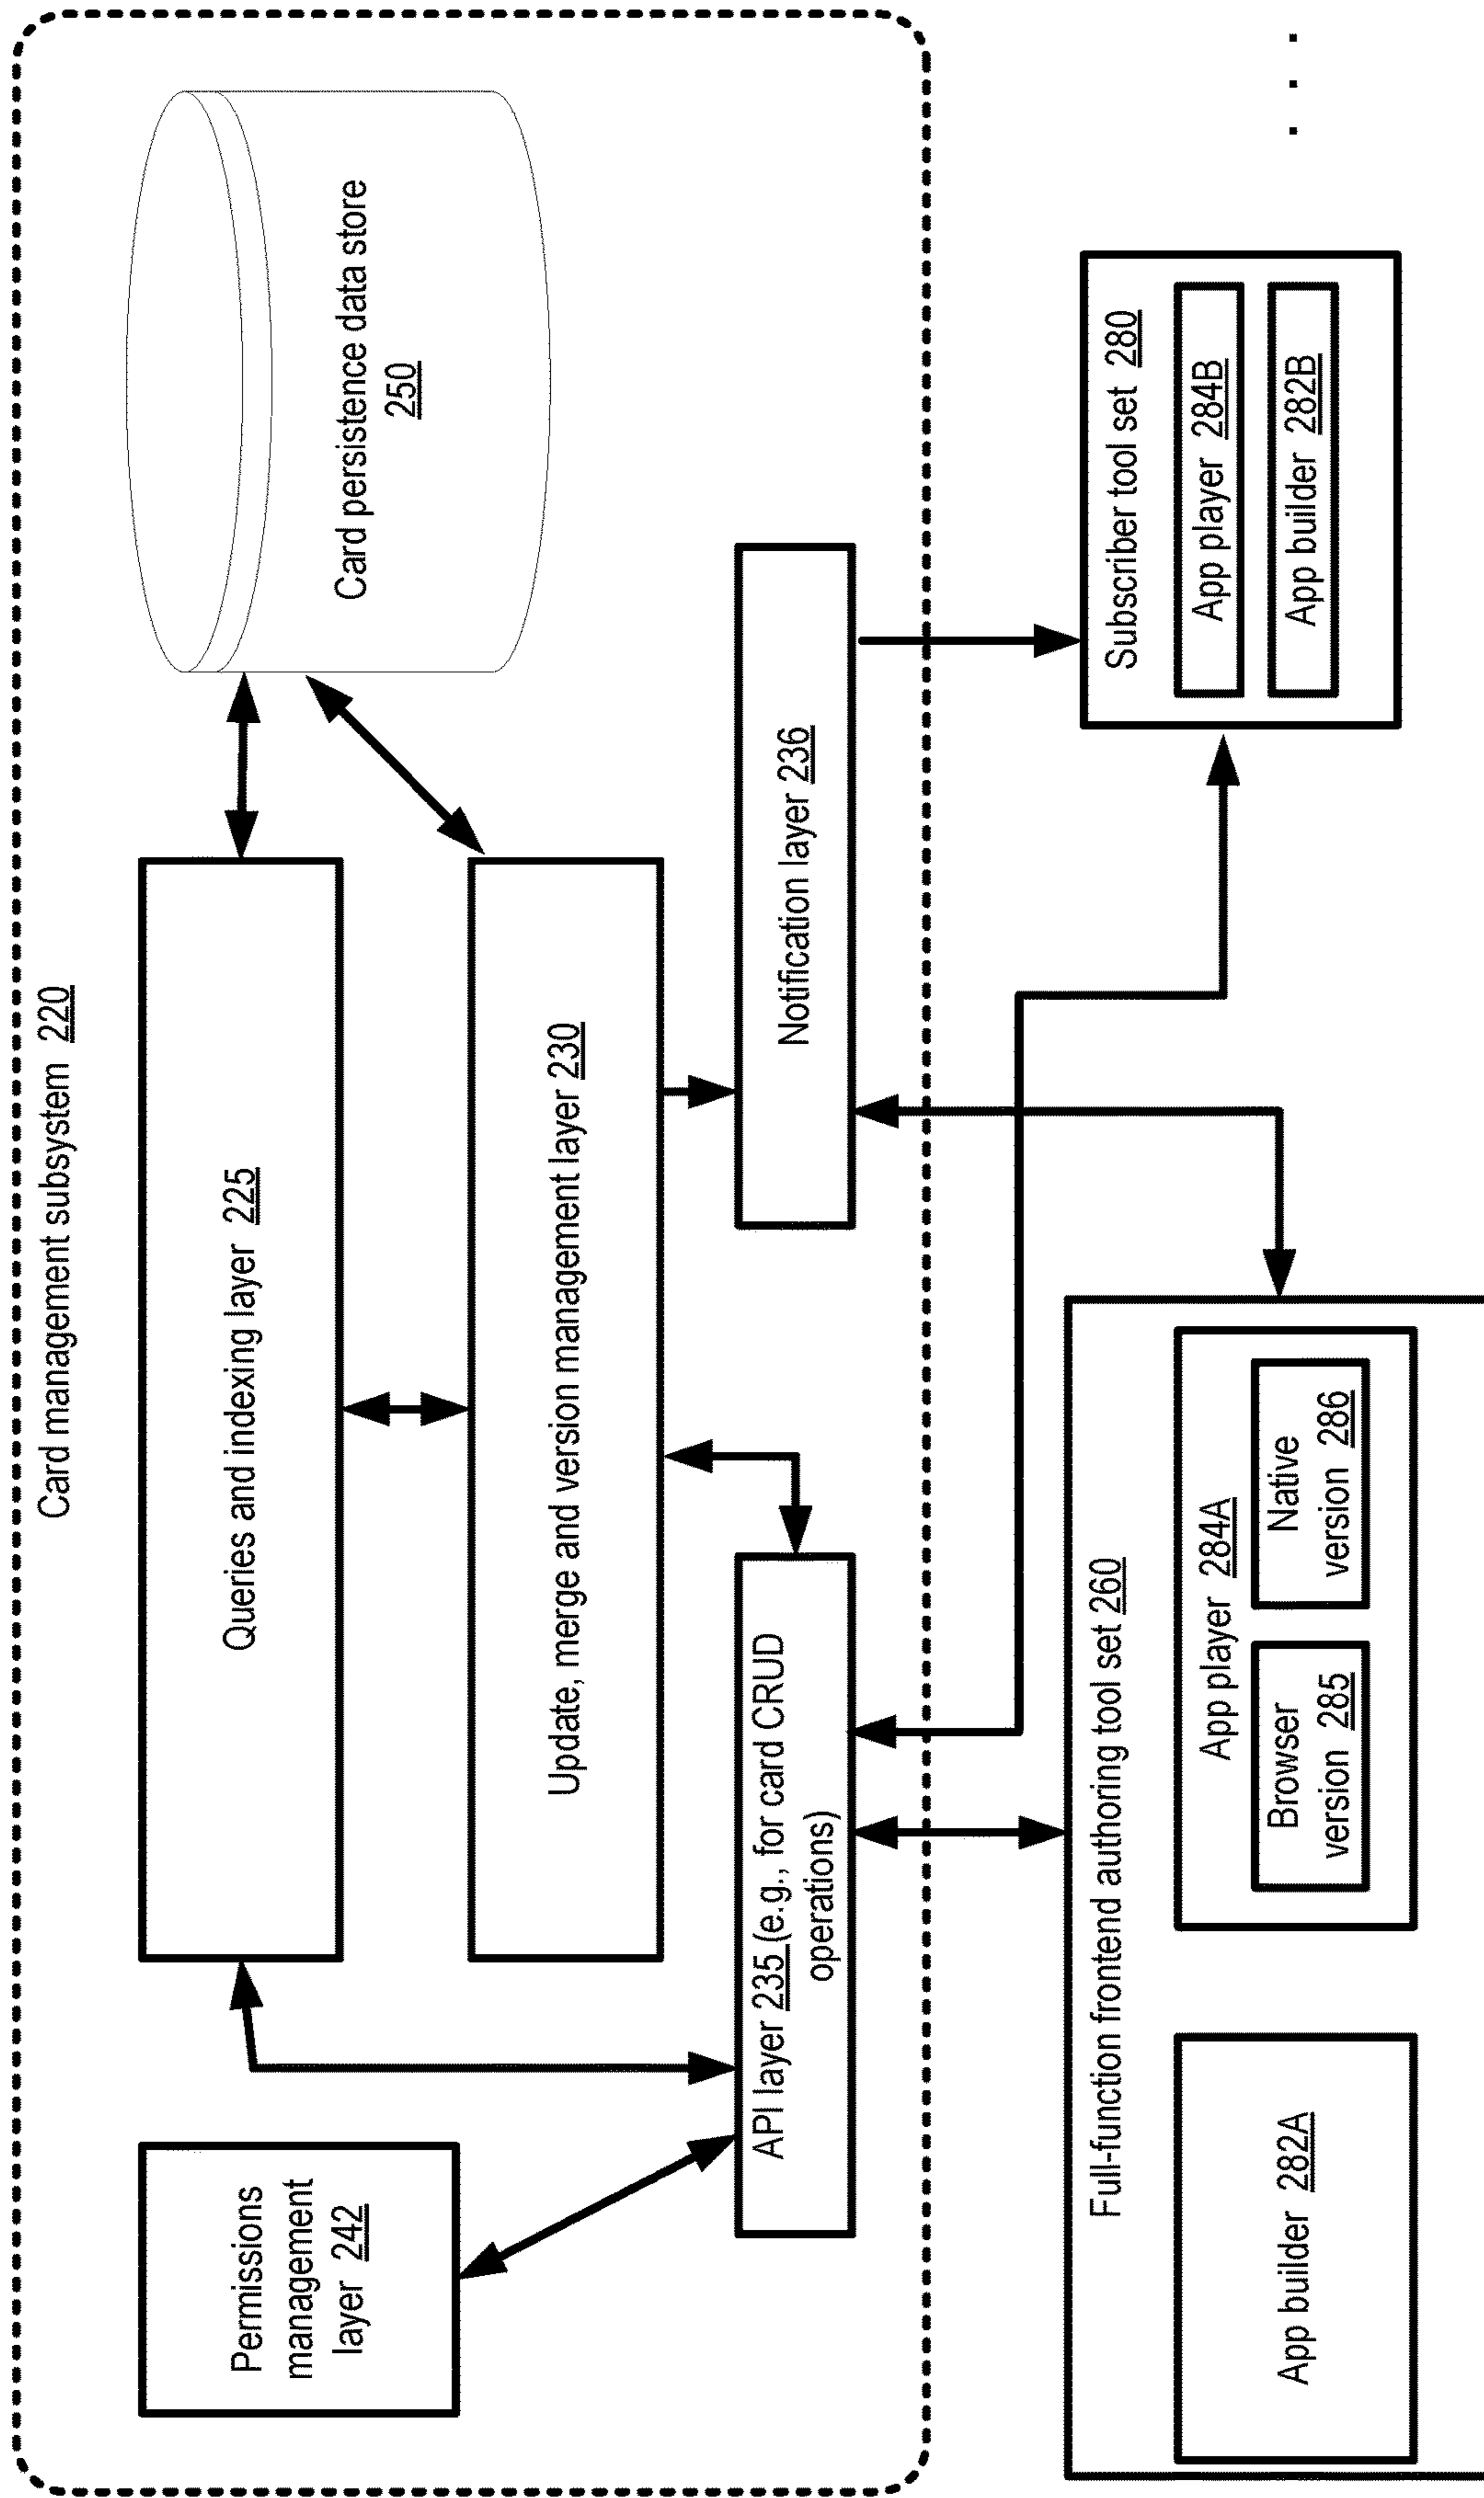 Card management subsystem 220
Permissions
management
layer 242
Queries and indexing layer 225
Card persistence data store
250
Update, merge and version management layer 230
API layer 235 (e.g., for card CRUD
operations)
Notification layer 236
Full-function frontend authoring tool set 260
App builder 282A
App player 284A
Browser
version 285
Native
version 286
Subscriber tool set 280
App player 284B
App builder 282B
. . .